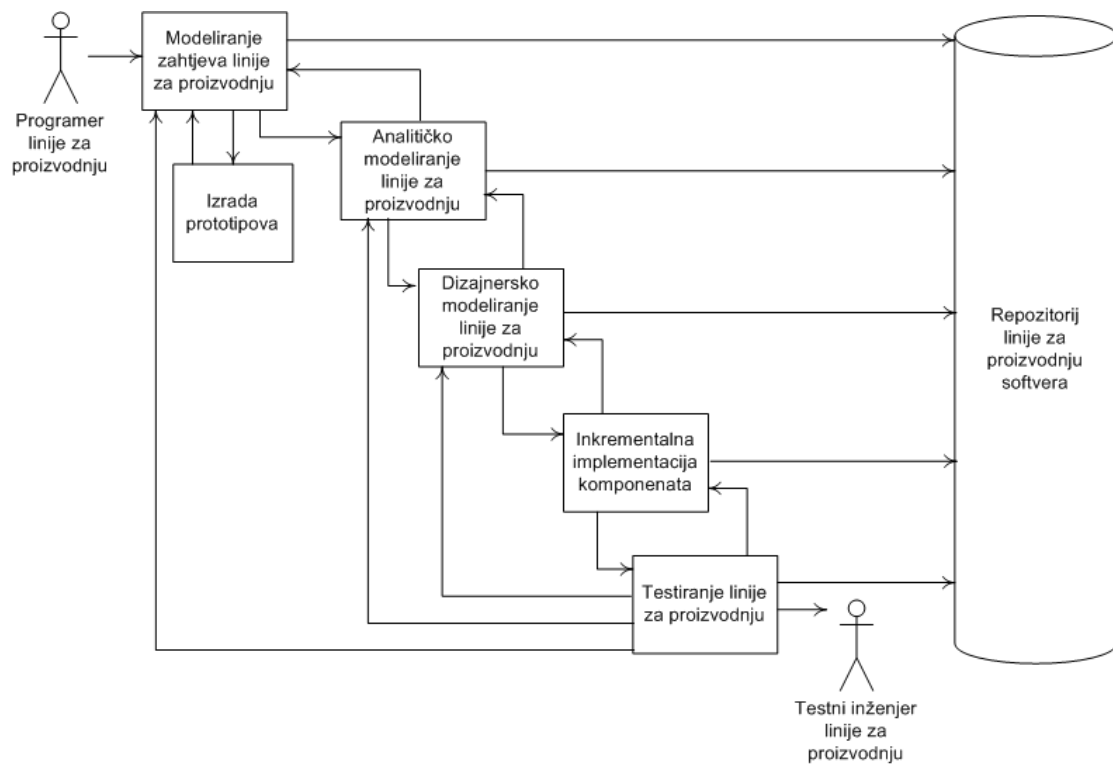 Modeliranje
zahtjeva linije
za proizvodnju
Programer
linije za
proizvodnju
Izrada
prototipova
Analitičko
modeliranje
linije za
proizvodnju
Dizajnersko
modeliranje
linije za
proizvodnju
Repozitorij
linije za
proizvodnju
softvera
Inkrementalna
implementacija
komponenata
Testiranje linije
za proizvodnju
Testni inženjer
linije za
proizvodnju